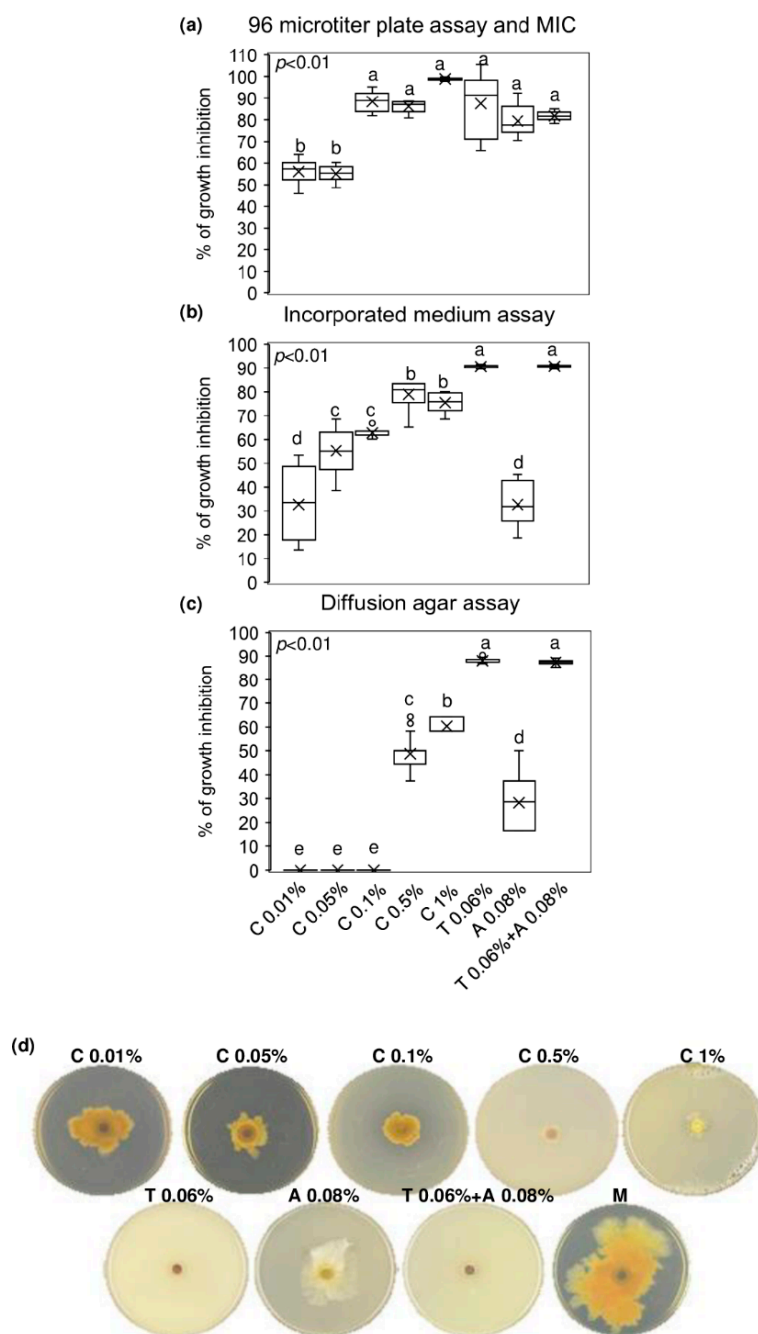 (a) 96 microtiter plate assay and MIC
p<0.01
% of growth inhibition
110
100
90
80
70
60
50
40
30
20
10
0
b b a a a a a a
(b) Incorporated medium assay
p<0.01
% of growth inhibition
100
90
80
70
60
50
40
30
20
10
0
d c c b b a d a
(c) Diffusion agar assay
p<0.01
% of growth inhibition
100
90
80
70
60
50
40
30
20
10
0
e e e c b a d a
C 0.01% C 0.05% C 0.1% C 0.5% C 1% T 0.06% A 0.08% T 0.06%+A 0.08%
(d)
C 0.01% C 0.05% C 0.1% C 0.5% C 1%
T 0.06% A 0.08% T 0.06%+A 0.08% M